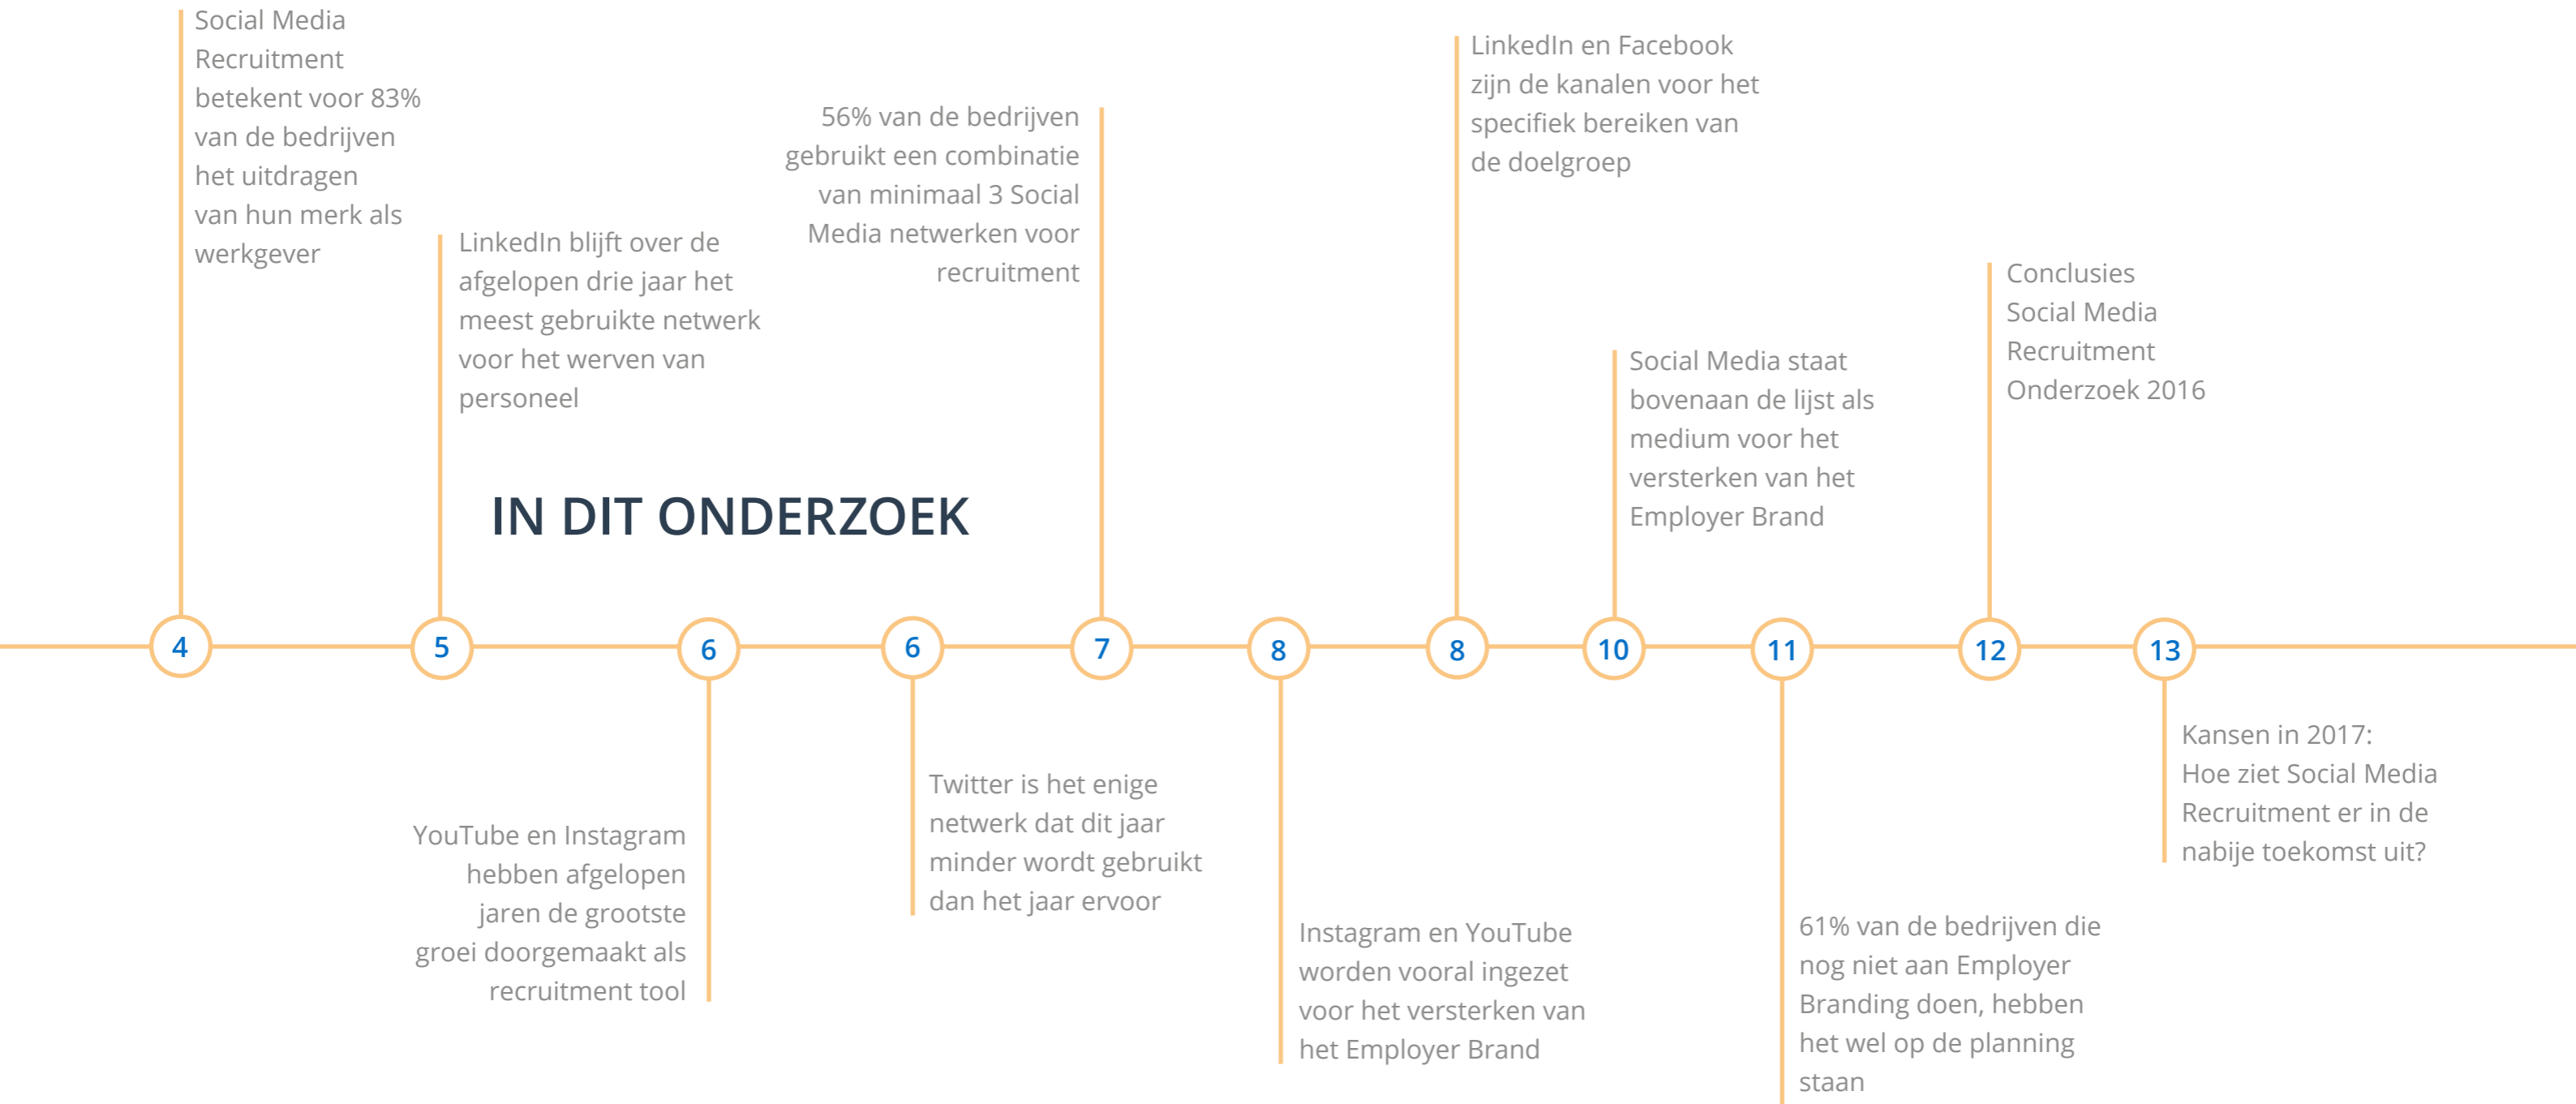 Social Media
Recruitment
betekent voor 83%
van de bedrijven
het uitdragen
van hun merk als
werkgever
LinkedIn blijft over de
afgelopen drie jaar het
meest gebruikte netwerk
voor het werven van
personeel
56% van de bedrijven
gebruikt een combinatie
van minimaal 3 Social
Media netwerken voor
recruitment
LinkedIn en Facebook
zijn de kanalen voor het
specifiek bereiken van
de doelgroep
Social Media staat
bovenaan de lijst als
medium voor het
versterken van het
Employer Brand
Conclusies
Social Media
Recruitment
Onderzoek 2016
IN DIT ONDERZOEK
4 5 6 6 7 8 8 10 11 12 13
YouTube en Instagram
hebben afgelopen
jaren de grootste
groei doorgemaakt als
recruitment tool
Twitter is het enige
netwerk dat dit jaar
minder wordt gebruikt
dan het jaar ervoor
Instagram en YouTube
worden vooral ingezet
voor het versterken van
het Employer Brand
61% van de bedrijven die
nog niet aan Employer
Branding doen, hebben
het wel op de planning
staan
Kansen in 2017:
Hoe ziet Social Media
Recruitment er in de
nabije toekomst uit?